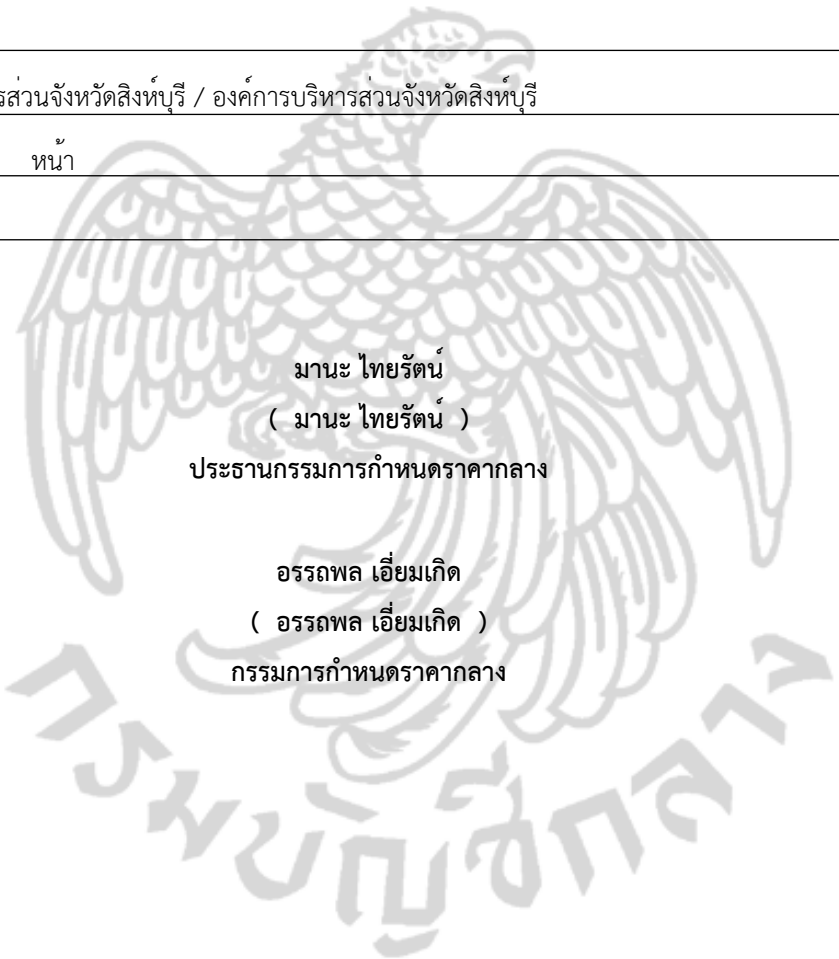 รส่วนจังหวัดสิงห์บุรี / องค์การบริหารส่วนจังหวัดสิงห์บุรี
หน้า
มานะ ไทยรัตน์
( มานะ ไทยรัตน์ )
ประธานกรรมการกำหนดราคากลาง
อรรถพล เอี่ยมเกิด
( อรรถพล เอี่ยมเกิด )
กรรมการกำหนดราคากลาง
กรมบัญชีกลาง